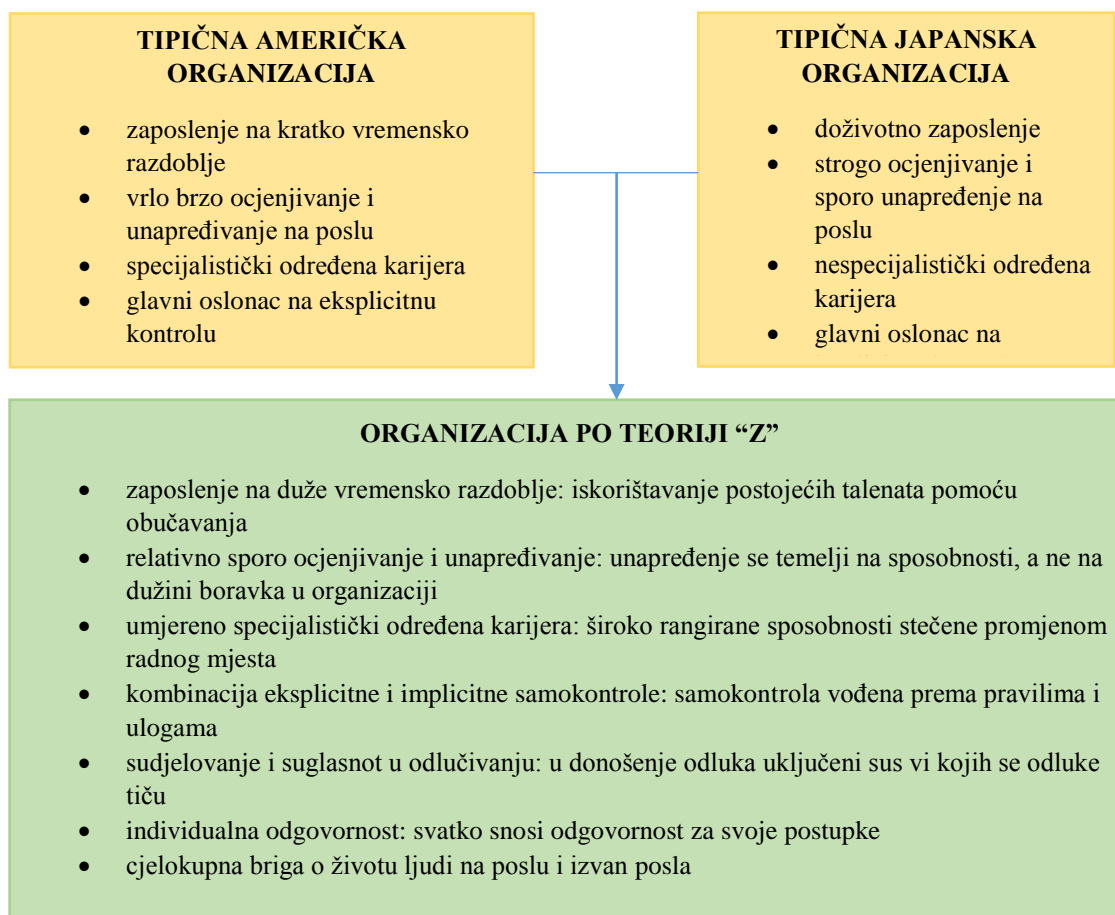 TIPIČNA AMERIČKA
ORGANIZACIJA
• zaposlenje na kratko vremensko
razdoblje
• vrlo brzo ocjenjivanje i
unapređivanje na poslu
• specijalistički određena karijera
• glavni oslonac na eksplicitnu
kontrolu
TIPIČNA JAPANSKA
ORGANIZACIJA
• doživotno zaposlenje
• strogo ocjenjivanje i
sporo unapređenje na
poslu
• nespecijalistički određena
karijera
• glavni oslonac na
ORGANIZACIJA PO TEORIJI “Z”
• zaposlenje na duže vremensko razdoblje: iskorištavanje postojećih talenata pomoću
obučavanja
• relativno sporo ocjenjivanje i unapređivanje: unapređenje se temelji na sposobnosti, a ne na
dužini boravka u organizaciji
• umjereno specijalistički određena karijera: široko rangirane sposobnosti stečene promjenom
radnog mjesta
• kombinacija eksplicitne i implicitne samokontrole: samokontrola vođena prema pravilima i
ulogama
• sudjelovanje i suglasnot u odlučivanju: u donošenje odluka uključeni sus vi kojih se odluke
tiču
• individualna odgovornost: svatko snosi odgovornost za svoje postupke
• cjelokupna briga o životu ljudi na poslu i izvan posla